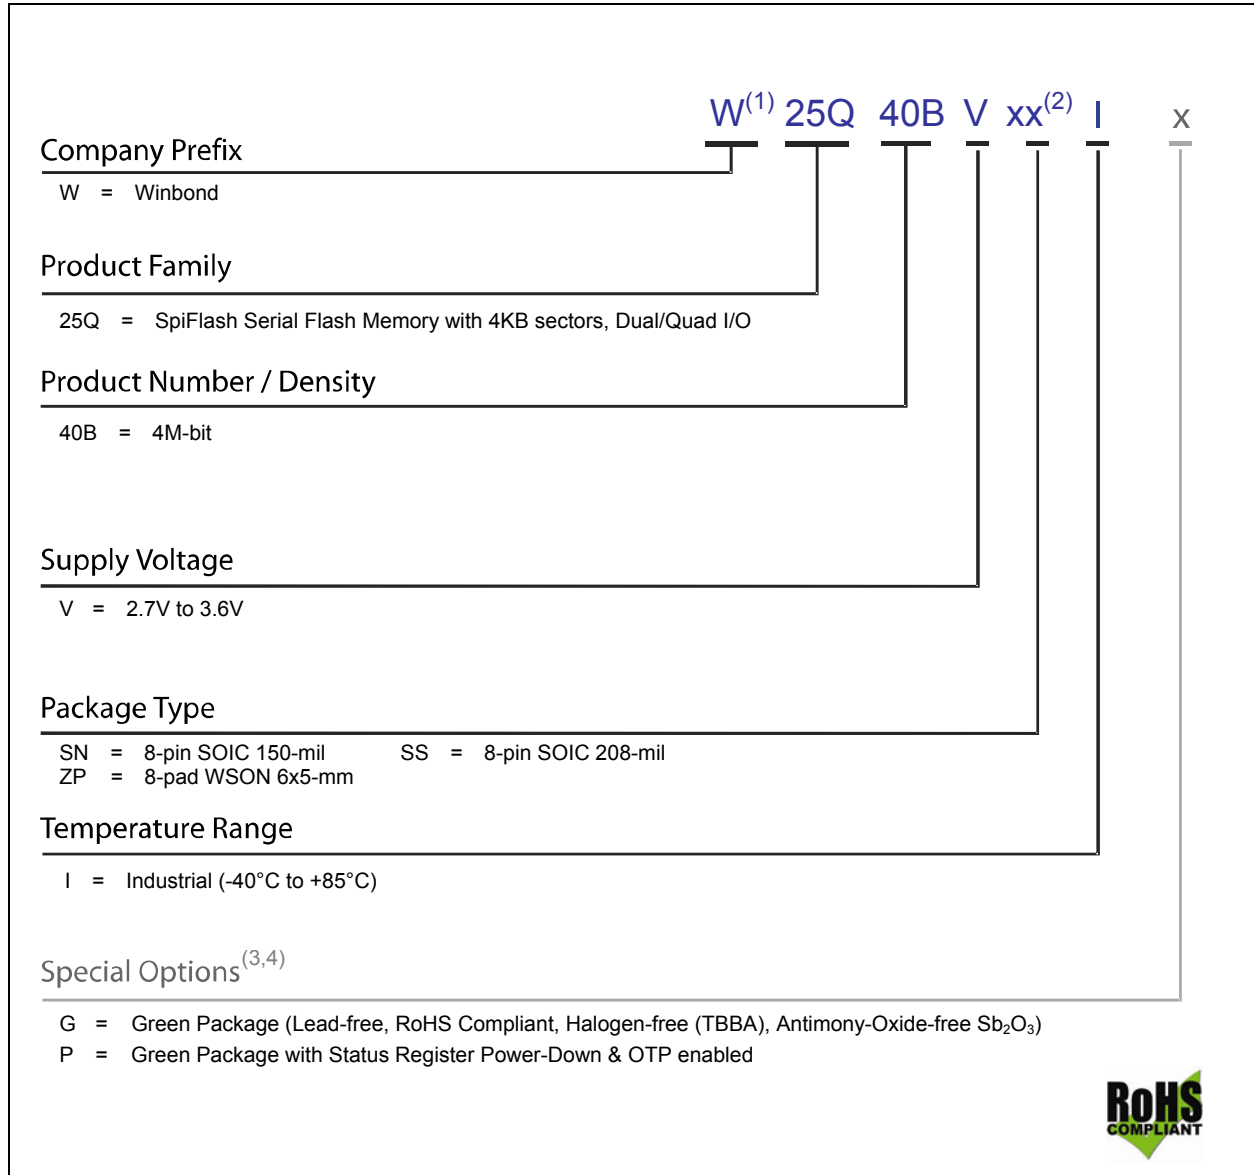 W(1) 25Q 40B V xx(2) I x
Company Prefix
W = Winbond
Product Family
25Q = SpiFlash Serial Flash Memory with 4KB sectors, Dual/Quad I/O
Product Number / Density
40B = 4M-bit
Supply Voltage
V = 2.7V to 3.6V
Package Type
SN = 8-pin SOIC 150-mil SS = 8-pin SOIC 208-mil
ZP = 8-pad WSON 6x5-mm
Temperature Range
I = Industrial (-40°C to +85°C)
Special Options(3,4)
G = Green Package (Lead-free, RoHS Compliant, Halogen-free (TBBA), Antimony-Oxide-free Sb₂O₃)
P = Green Package with Status Register Power-Down & OTP enabled
RoHS
COMPLIANT